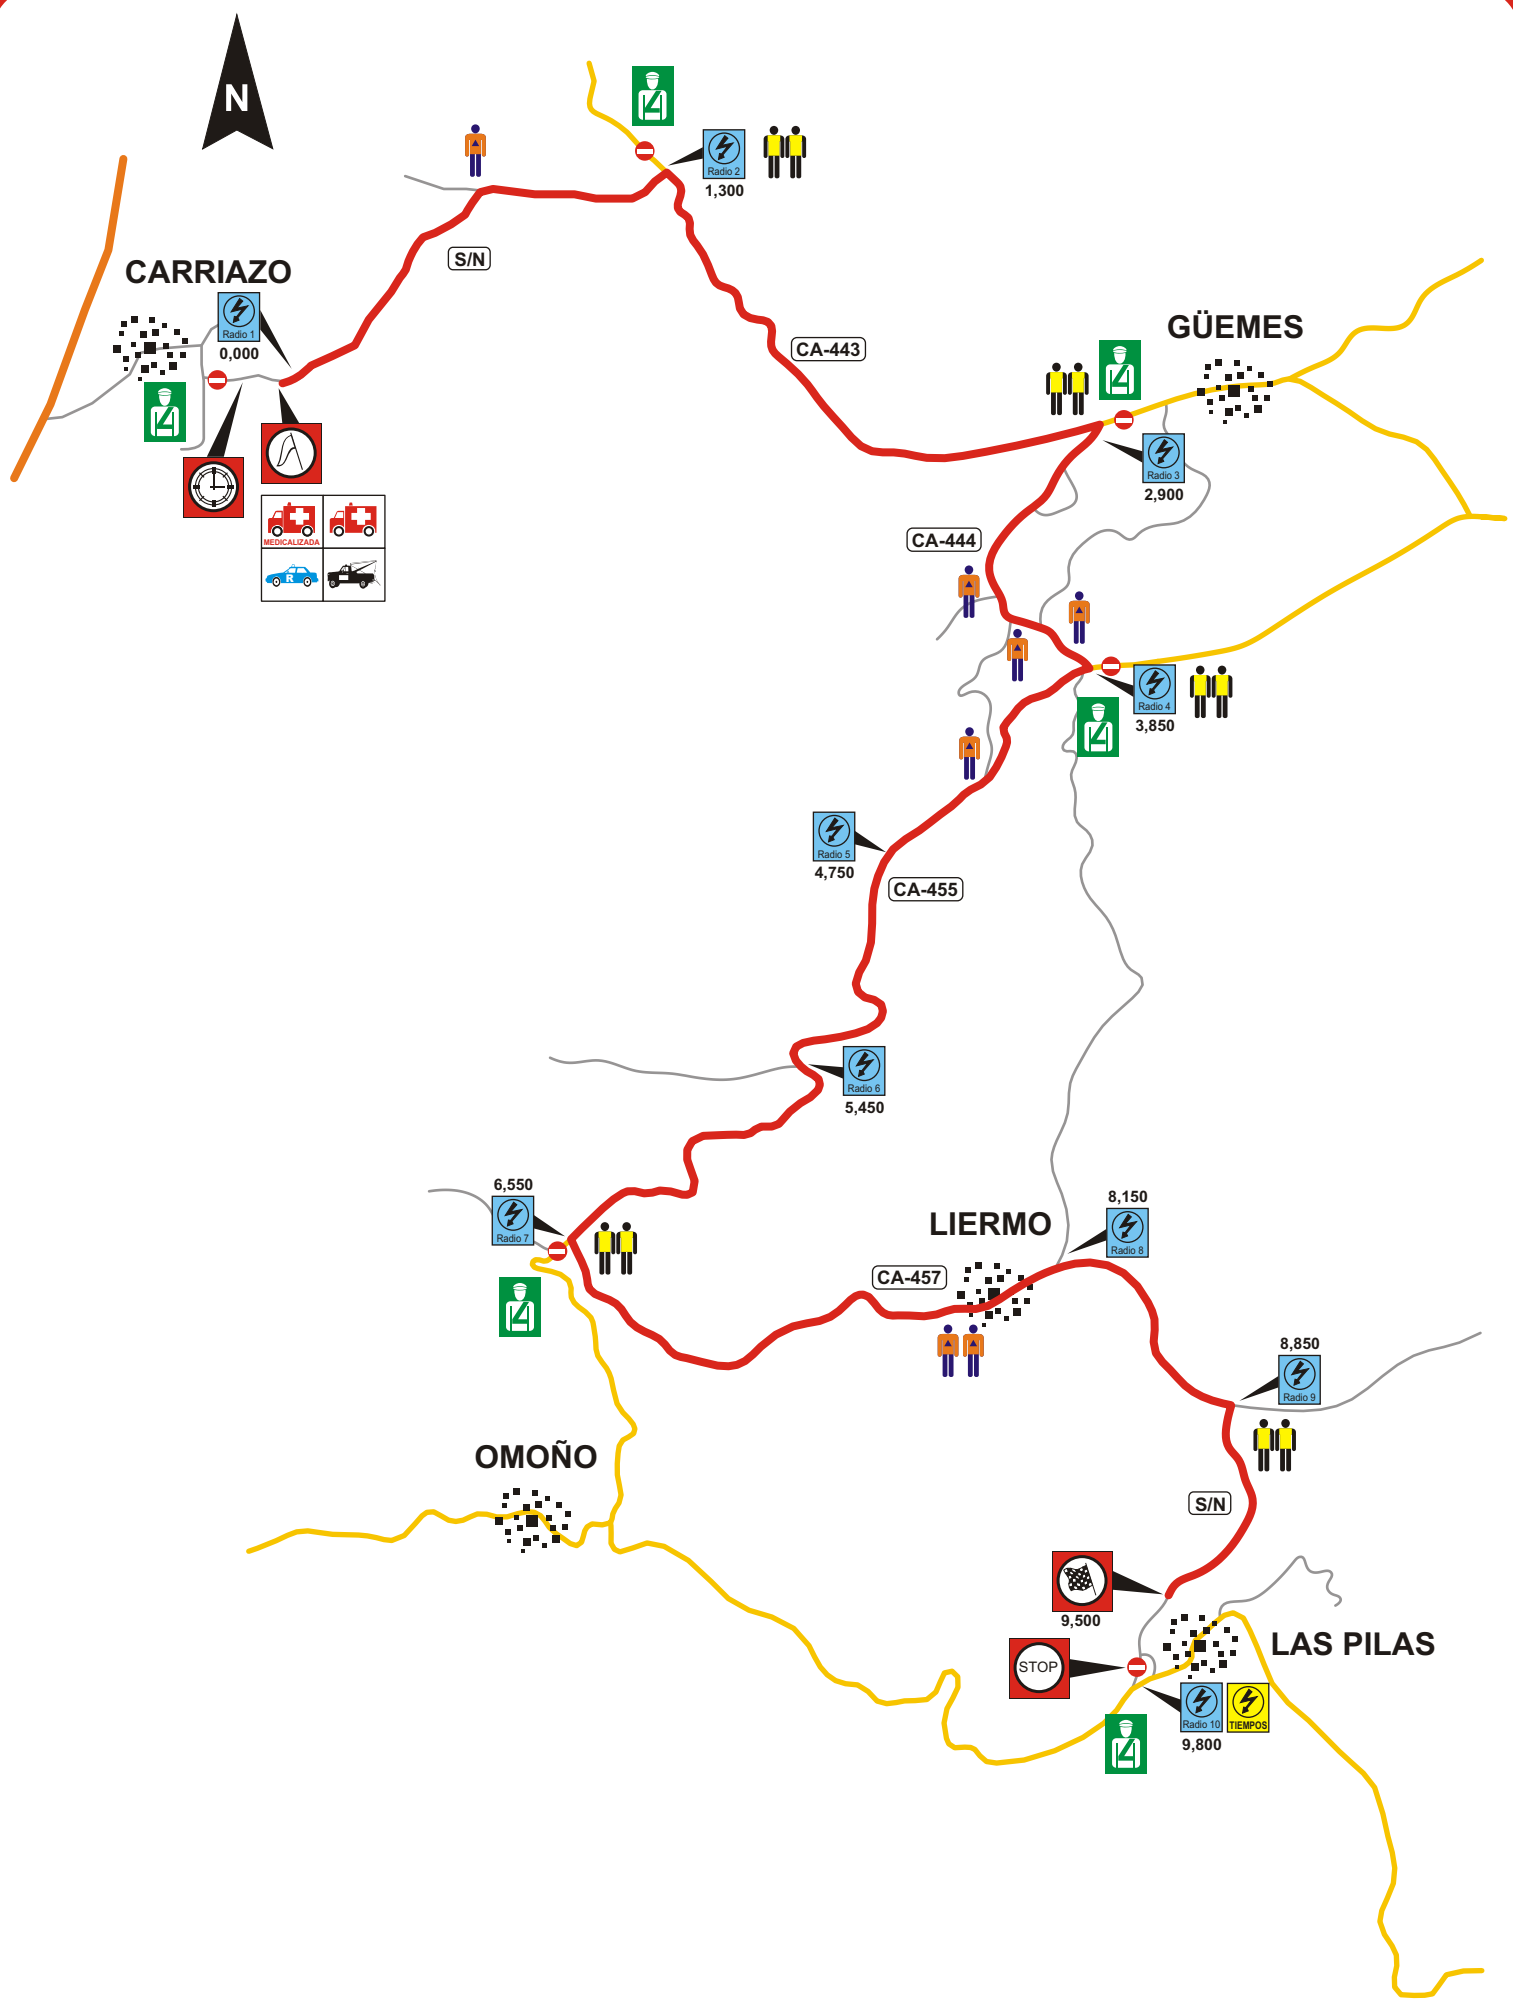 N
Radio 2
1,300
S/N
CARRIAZO
Radio 1
0,000
CA-443
GÜEMES
Radio 3
2,900
MEDICALIZADA
R
CA-444
Radio 4
3,850
Radio 5
4,750
CA-455
Radio 6
5,450
6,550
Radio 7
LIERMO
8,150
Radio 8
CA-457
8,850
Radio 9
OMOÑO
S/N
9,500
LAS PILAS
STOP
Radio 10
TIEMPOS
9,800